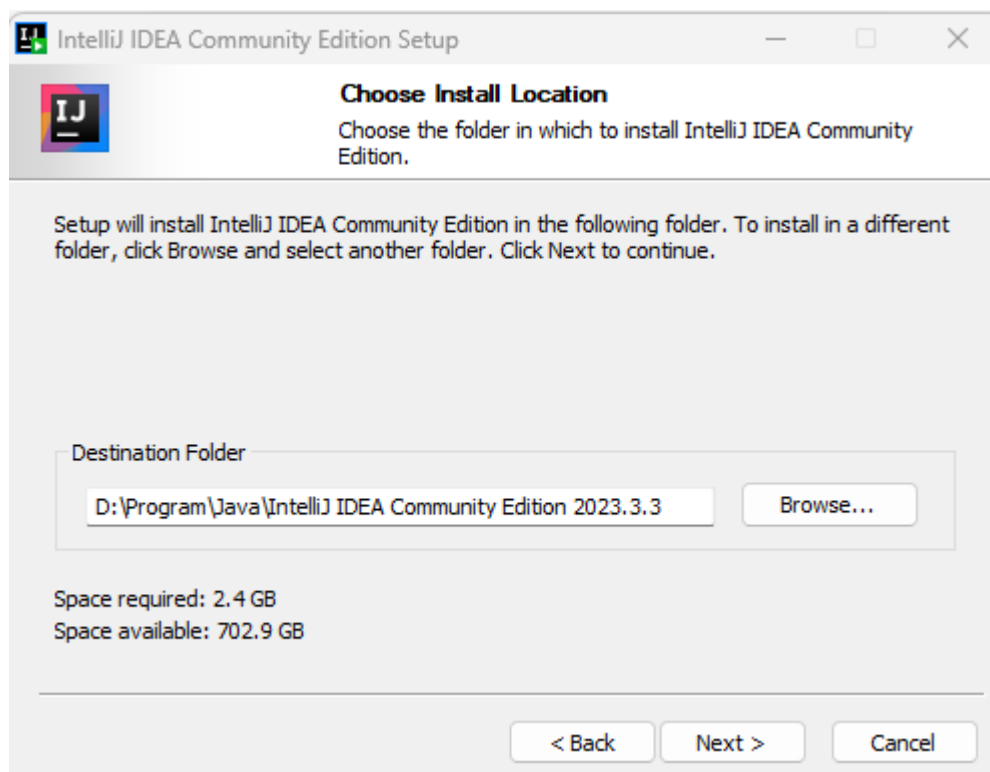 IntelliJ IDEA Community Edition Setup
IJ
Choose Install Location
Choose the folder in which to install IntelliJ IDEA Community
Edition.
Setup will install IntelliJ IDEA Community Edition in the following folder. To install in a different
folder, click Browse and select another folder. Click Next to continue.
Destination Folder
D:\Program\Java\IntelliJ IDEA Community Edition 2023.3.3
Browse...
Space required: 2.4 GB
Space available: 702.9 GB
< Back
Next >
Cancel